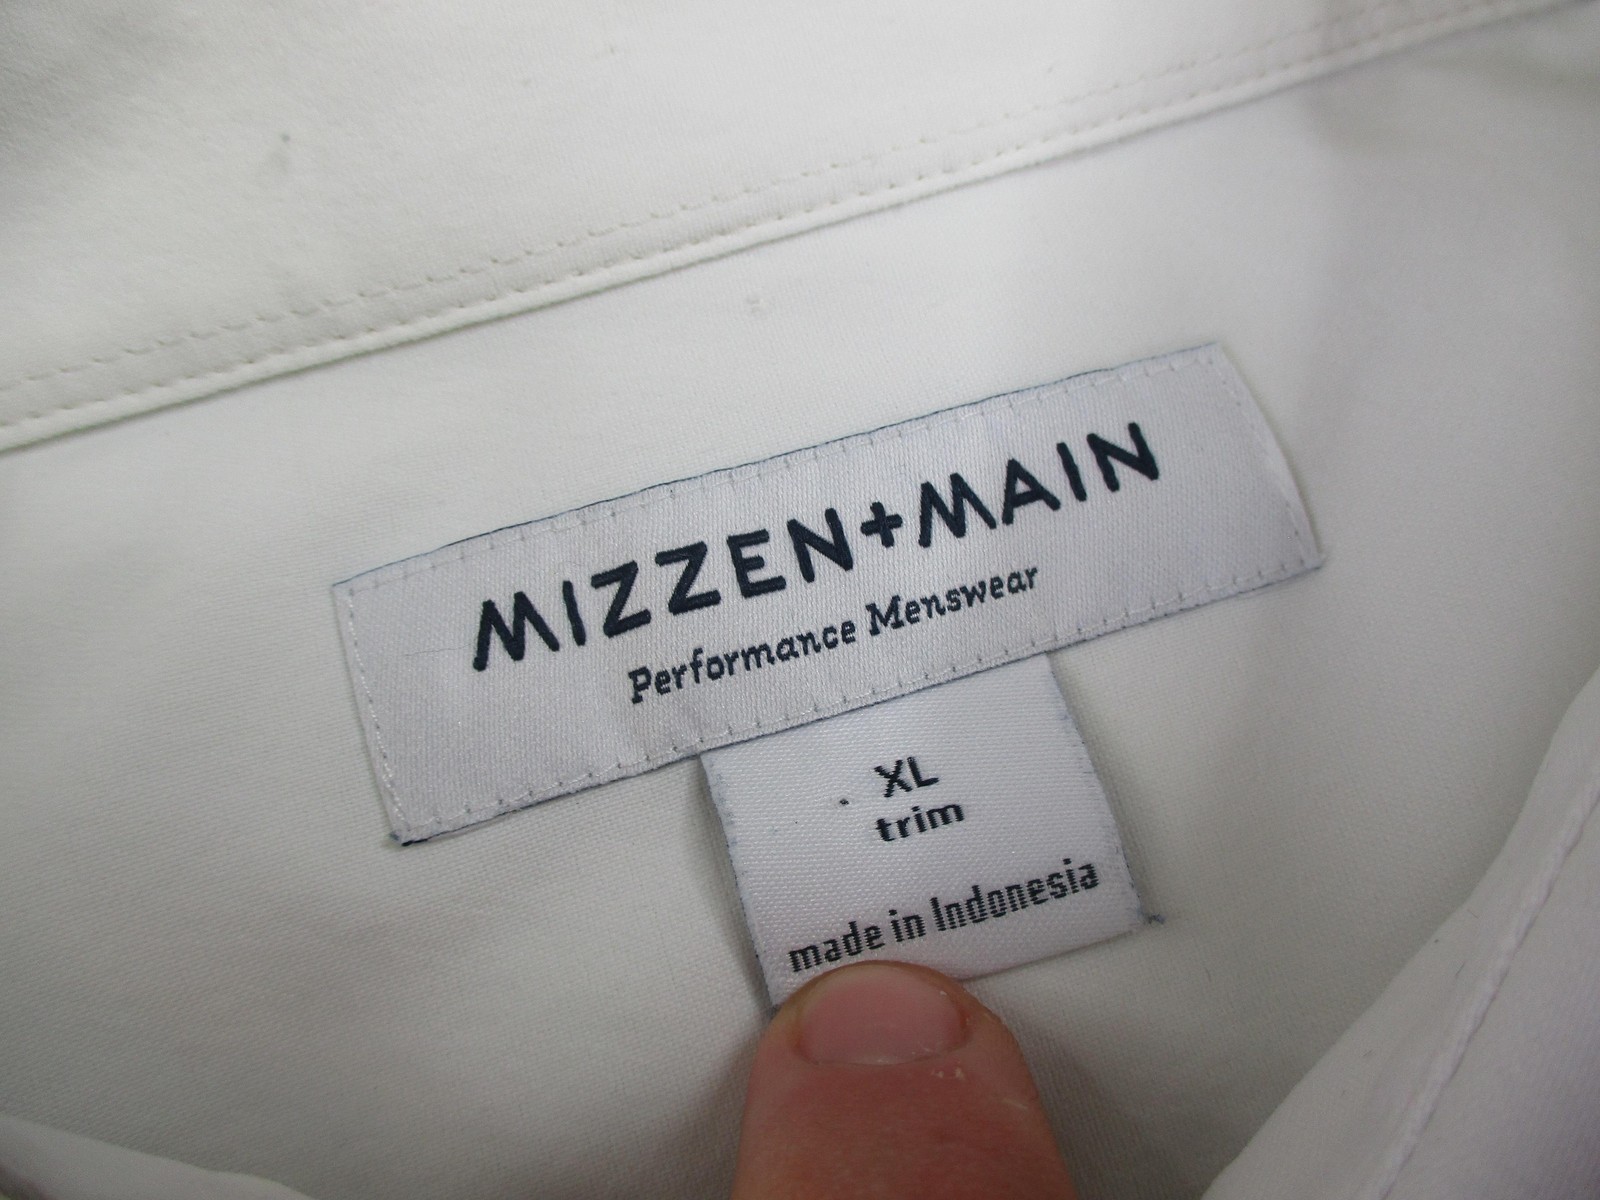 MIZZEN+MAIN
Performance Menswear
XL
trim
made in Indonesia